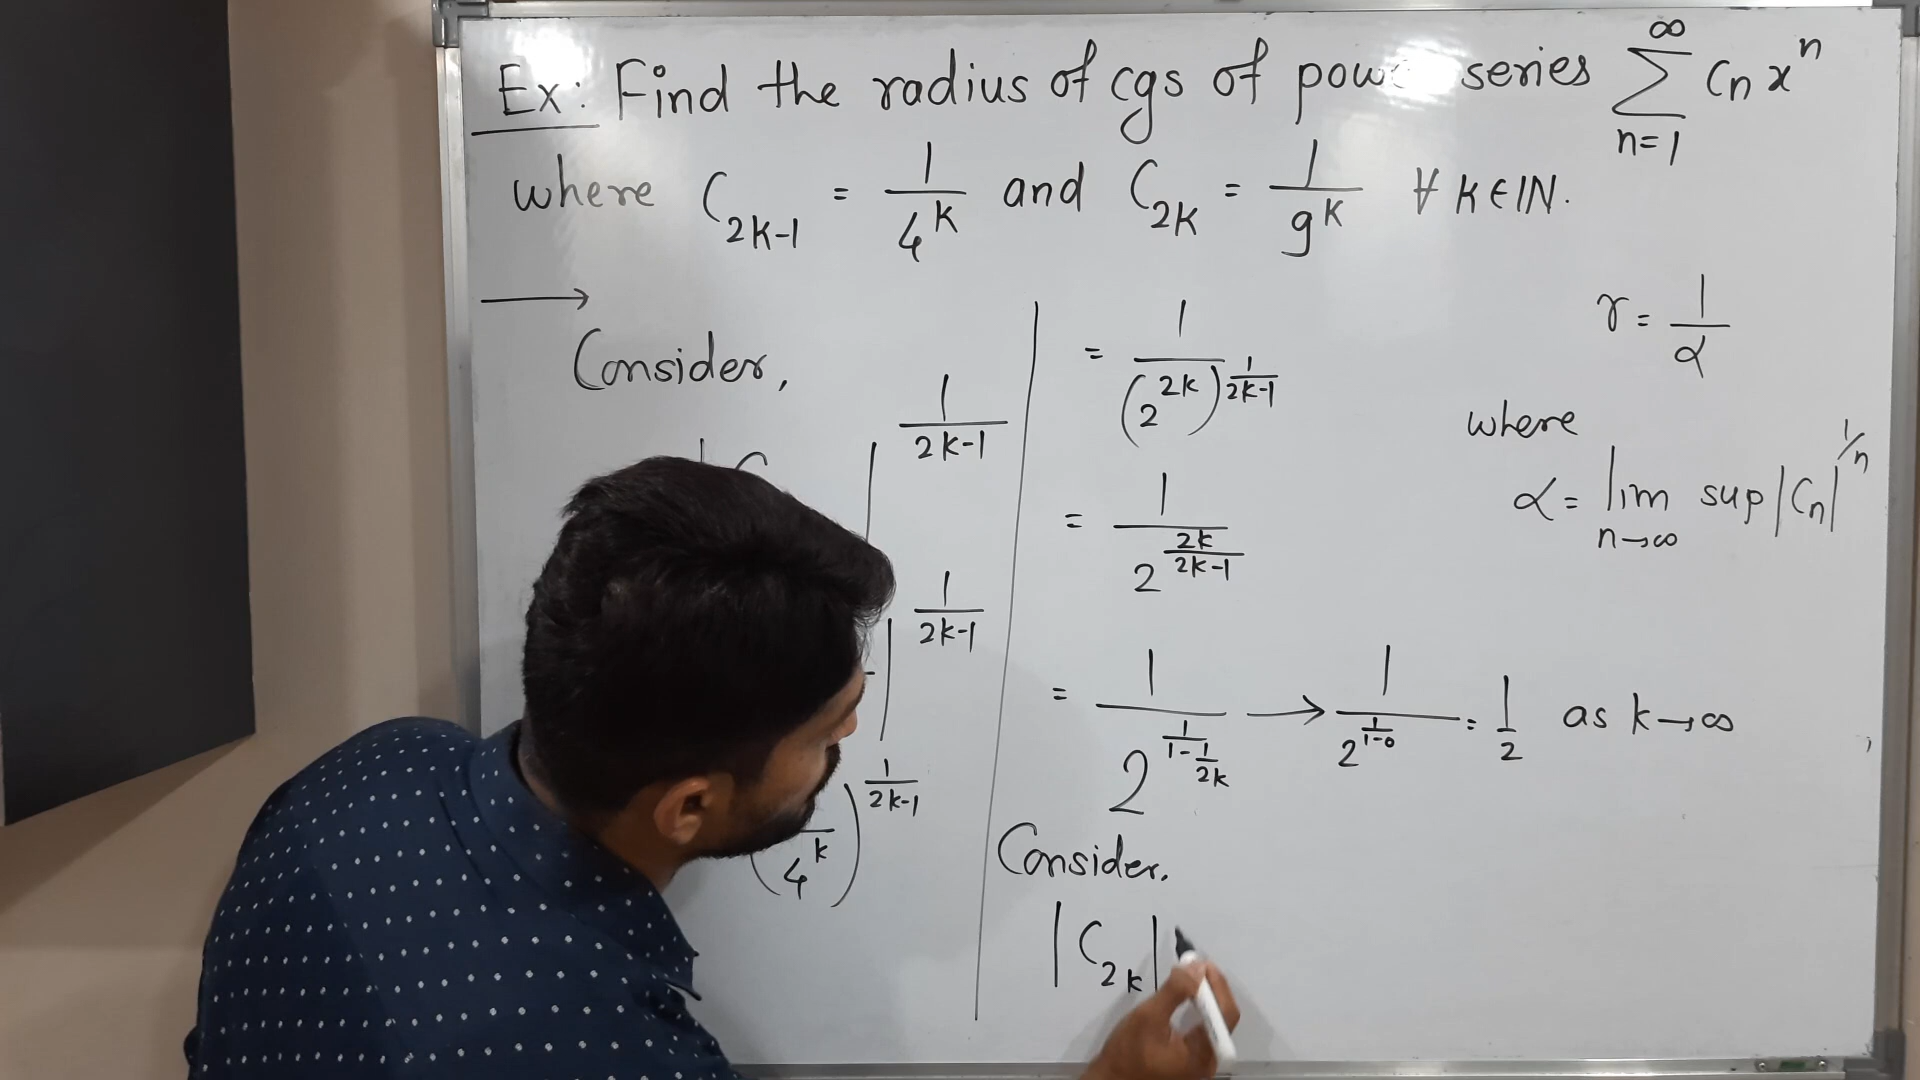 Ex: Find the radius of cgs of pow series ∑_{n=1}^{∞} C_n x^n
where C_{2k-1} = 1/4^k and C_{2k} = 1/9^k ∀ k ∈ IN.
→
Consider,
1/(2k-1)
1/(2k-1)
4^k)^{1/(2k-1)}
= 1/(2^{2k})^{1/(2k-1)}
= 1/2^{2k/(2k-1)}
= 1/2^{1/(1-1/2k)} → 1/2^{1/(1-0)} = 1/2 as k→∞
Consider.
|C_{2k}|
r = 1/α
where
α = lim_{n→∞} sup |C_n|^{1/n}